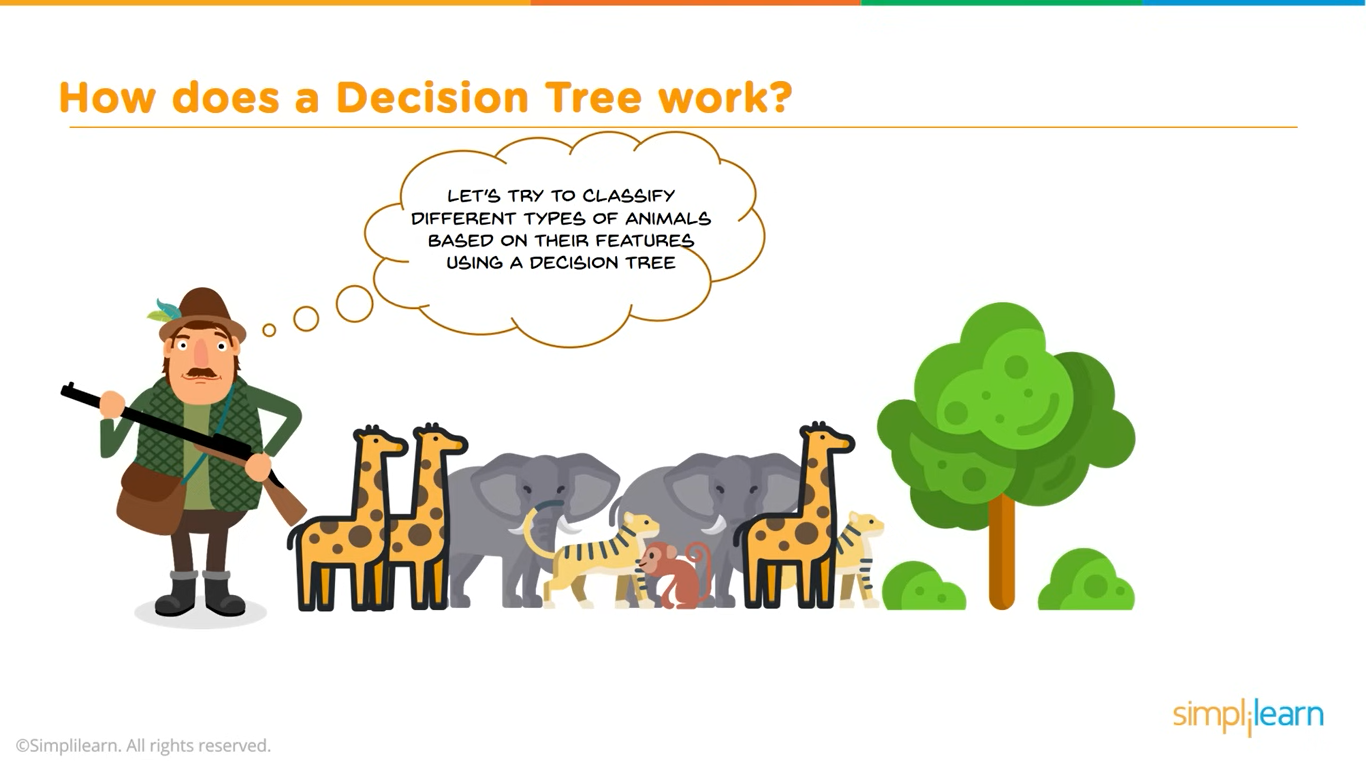 How does a Decision Tree work?
LET'S TRY TO CLASSIFY
DIFFERENT TYPES OF ANIMALS
BASED ON THEIR FEATURES
USING A DECISION TREE
simplilearn
©Simplilearn. All rights reserved.